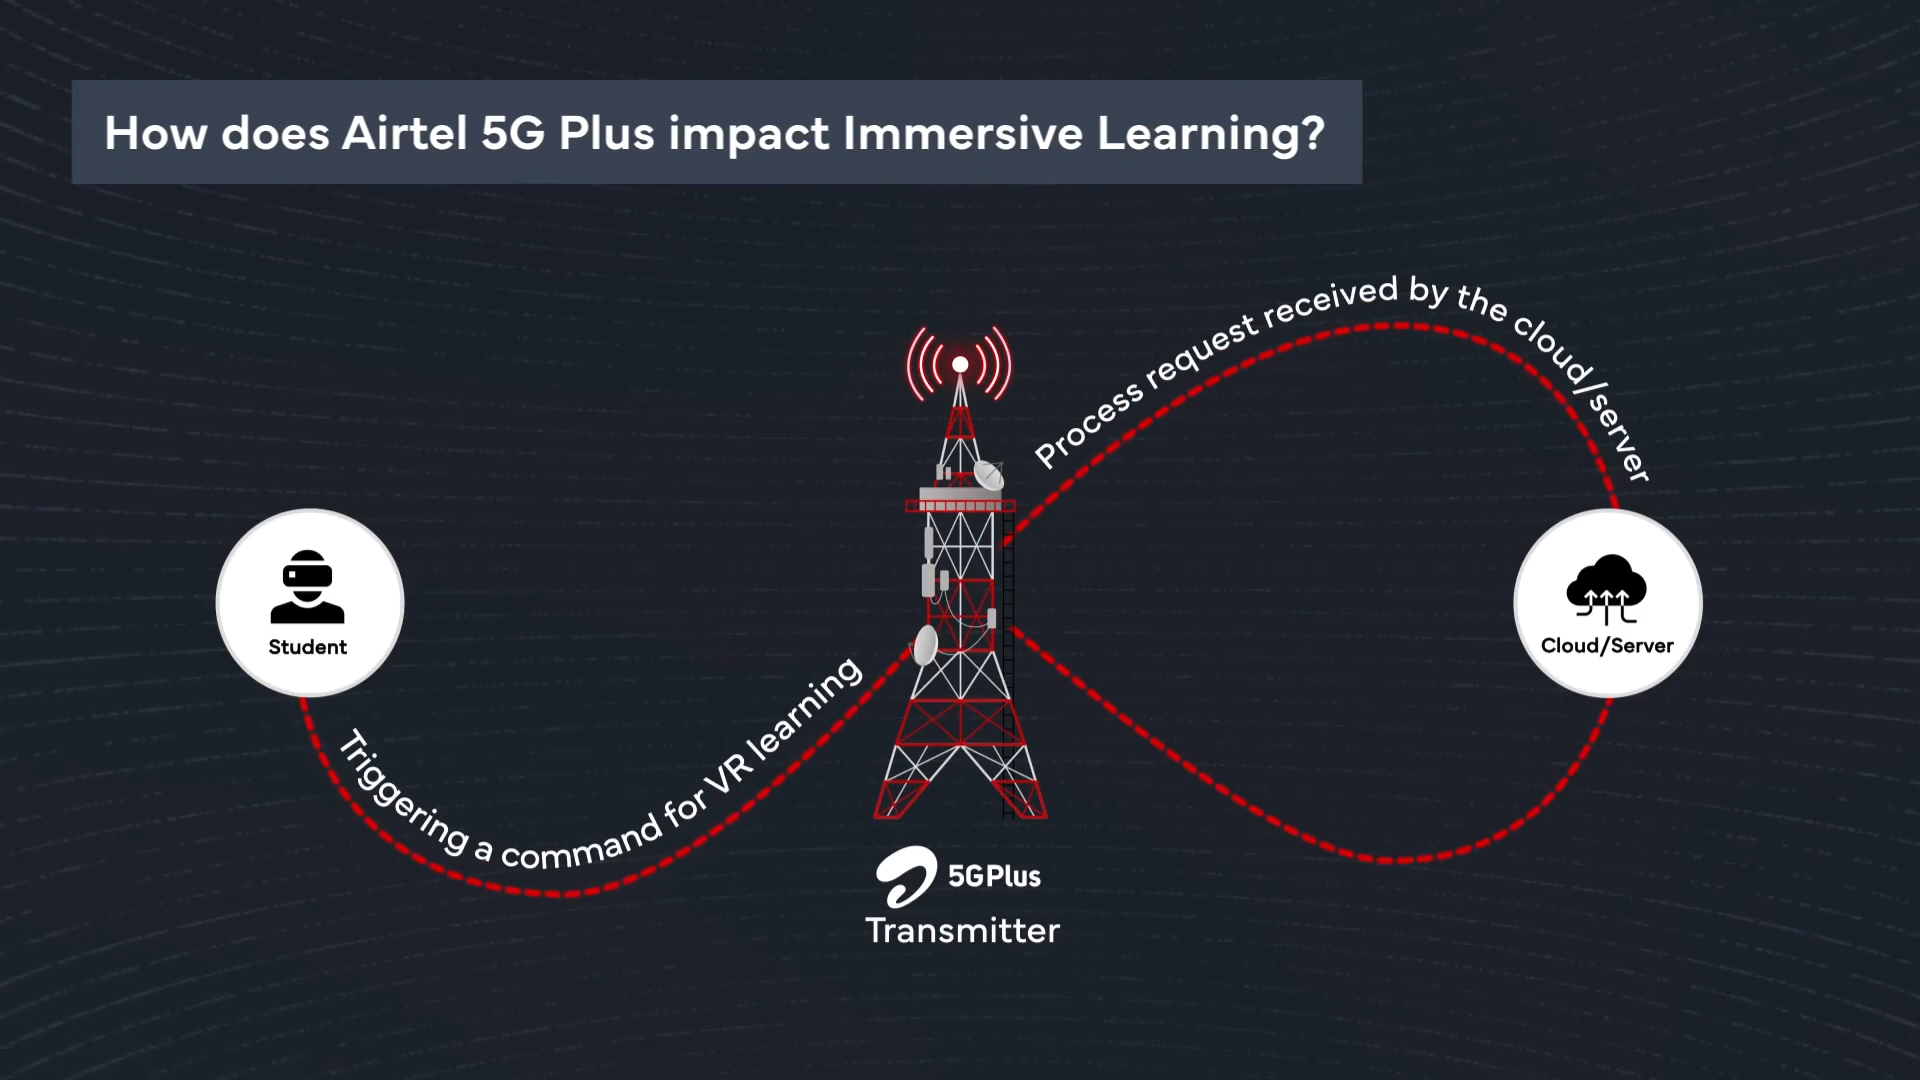 How does Airtel 5G Plus impact Immersive Learning?
Process request received by the cloud/server
Student
Cloud/Server
Triggering a command for VR learning
5G Plus
Transmitter